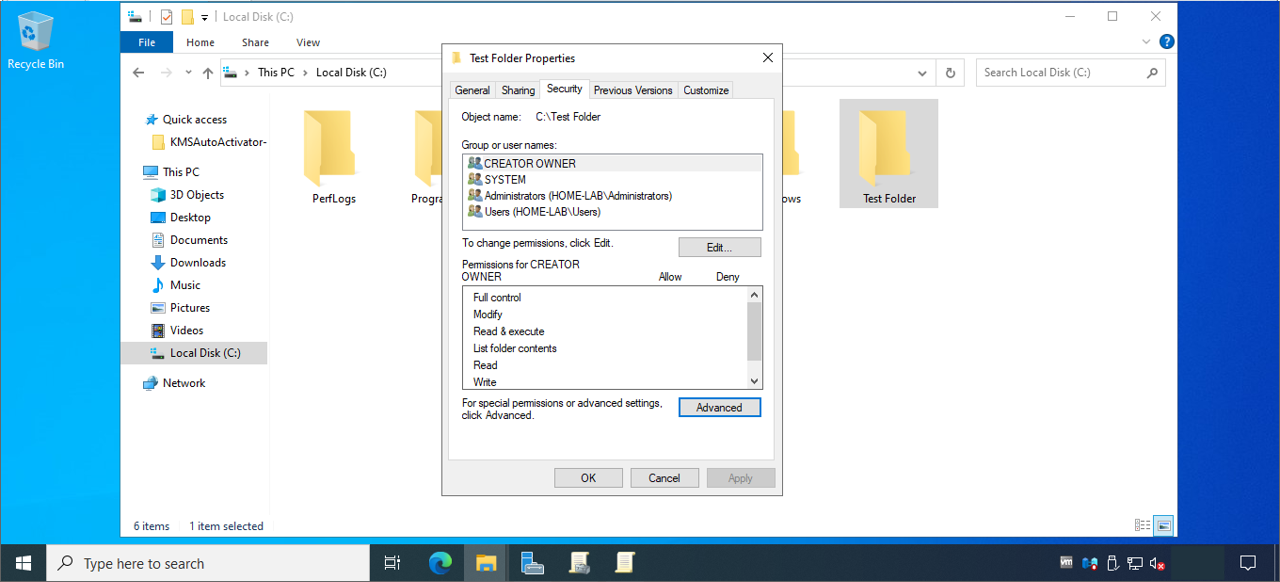 Local Disk (C:)
File Home Share View
This PC > Local Disk (C:)
Search Local Disk (C:)
Recycle Bin
Quick access
KMSAutoActivator-
This PC
3D Objects
Desktop
Documents
Downloads
Music
Pictures
Videos
Local Disk (C:)
Network
PerfLogs
Progra
ows
Test Folder
Test Folder Properties
General Sharing Security Previous Versions Customize
Object name: C:\Test Folder
Group or user names:
CREATOR OWNER
SYSTEM
Administrators (HOME-LAB\Administrators)
Users (HOME-LAB\Users)
To change permissions, click Edit.
Edit...
Permissions for CREATOR
OWNER Allow Deny
Full control
Modify
Read & execute
List folder contents
Read
Write
For special permissions or advanced settings,
click Advanced.
Advanced
OK Cancel Apply
6 items 1 item selected
Type here to search
vm